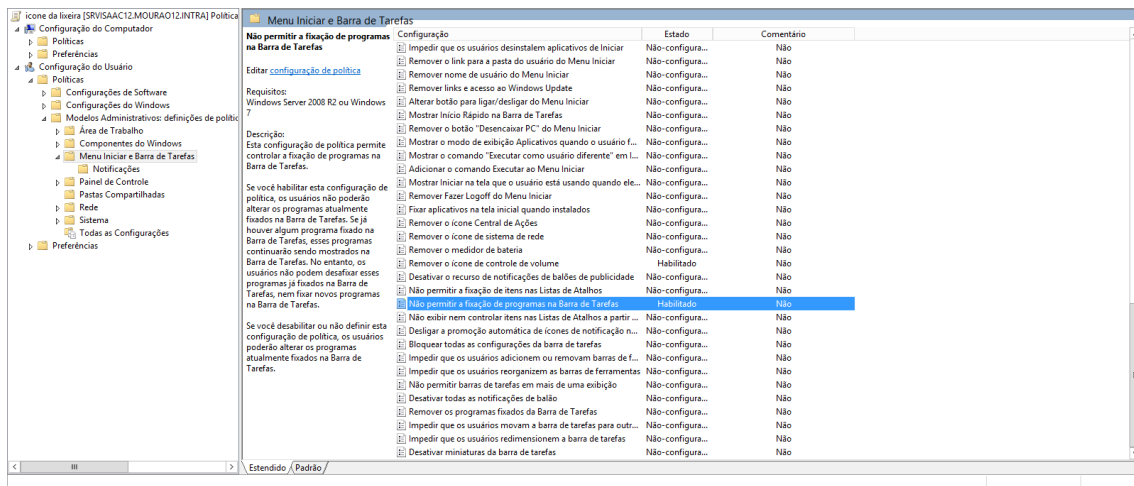 ícone da lixeira [SRVISAAC12.MOURAO12.INTRA] Política
Configuração do Computador
Políticas
Preferências
Configuração do Usuário
Políticas
Configurações de Software
Configurações do Windows
Modelos Administrativos: definições de polític
Área de Trabalho
Componentes do Windows
Menu Iniciar e Barra de Tarefas
Notificações
Painel de Controle
Pastas Compartilhadas
Rede
Sistema
Todas as Configurações
Preferências
Menu Iniciar e Barra de Tarefas
Não permitir a fixação de programas
na Barra de Tarefas
Editar configuração de política
Requisitos:
Windows Server 2008 R2 ou Windows
7
Descrição:
Esta configuração de política permite
controlar a fixação de programas na
Barra de Tarefas.
Se você habilitar esta configuração de
política, os usuários não poderão
alterar os programas atualmente
fixados na Barra de Tarefas. Se já
houver algum programa fixado na
Barra de Tarefas, esses programas
continuarão sendo mostrados na
Barra de Tarefas. No entanto, os
usuários não podem desafixar esses
programas já fixados na Barra de
Tarefas, nem fixar novos programas
na Barra de Tarefas.
Se você desabilitar ou não definir esta
configuração de política, os usuários
poderão alterar os programas
atualmente fixados na Barra de
Tarefas.
Configuração Estado Comentário
Impedir que os usuários desinstalem aplicativos de Iniciar Não-configura... Não
Remover o link para a pasta do usuário do Menu Iniciar Não-configura... Não
Remover nome de usuário do Menu Iniciar Não-configura... Não
Remover links e acesso ao Windows Update Não-configura... Não
Alterar botão para ligar/desligar do Menu Iniciar Não-configura... Não
Mostrar Início Rápido na Barra de Tarefas Não-configura... Não
Remover o botão "Desencaixar PC" do Menu Iniciar Não-configura... Não
Mostrar o modo de exibição Aplicativos quando o usuário f... Não-configura... Não
Mostrar o comando "Executar como usuário diferente" em I... Não-configura... Não
Adicionar o comando Executar ao Menu Iniciar Não-configura... Não
Mostrar Iniciar na tela que o usuário está usando quando ele... Não-configura... Não
Remover Fazer Logoff do Menu Iniciar Não-configura... Não
Fixar aplicativos na tela inicial quando instalados Não-configura... Não
Remover o ícone Central de Ações Não-configura... Não
Remover o ícone de sistema de rede Não-configura... Não
Remover o medidor de bateria Não-configura... Não
Remover o ícone de controle de volume Habilitado Não
Desativar o recurso de notificações de balões de publicidade Não-configura... Não
Não permitir a fixação de itens nas Listas de Atalhos Não-configura... Não
Não permitir a fixação de programas na Barra de Tarefas Habilitado Não
Não exibir nem controlar itens nas Listas de Atalhos a partir ... Não-configura... Não
Desligar a promoção automática de ícones de notificação n... Não-configura... Não
Bloquear todas as configurações da barra de tarefas Não-configura... Não
Impedir que os usuários adicionem ou removam barras de f... Não-configura... Não
Impedir que os usuários reorganizem as barras de ferramentas Não-configura... Não
Não permitir barras de tarefas em mais de uma exibição Não-configura... Não
Desativar todas as notificações de balão Não-configura... Não
Remover os programas fixados da Barra de Tarefas Não-configura... Não
Impedir que os usuários movam a barra de tarefas para outr... Não-configura... Não
Impedir que os usuários redimensionem a barra de tarefas Não-configura... Não
Desativar miniaturas da barra de tarefas Não-configura... Não
Estendido Padrão